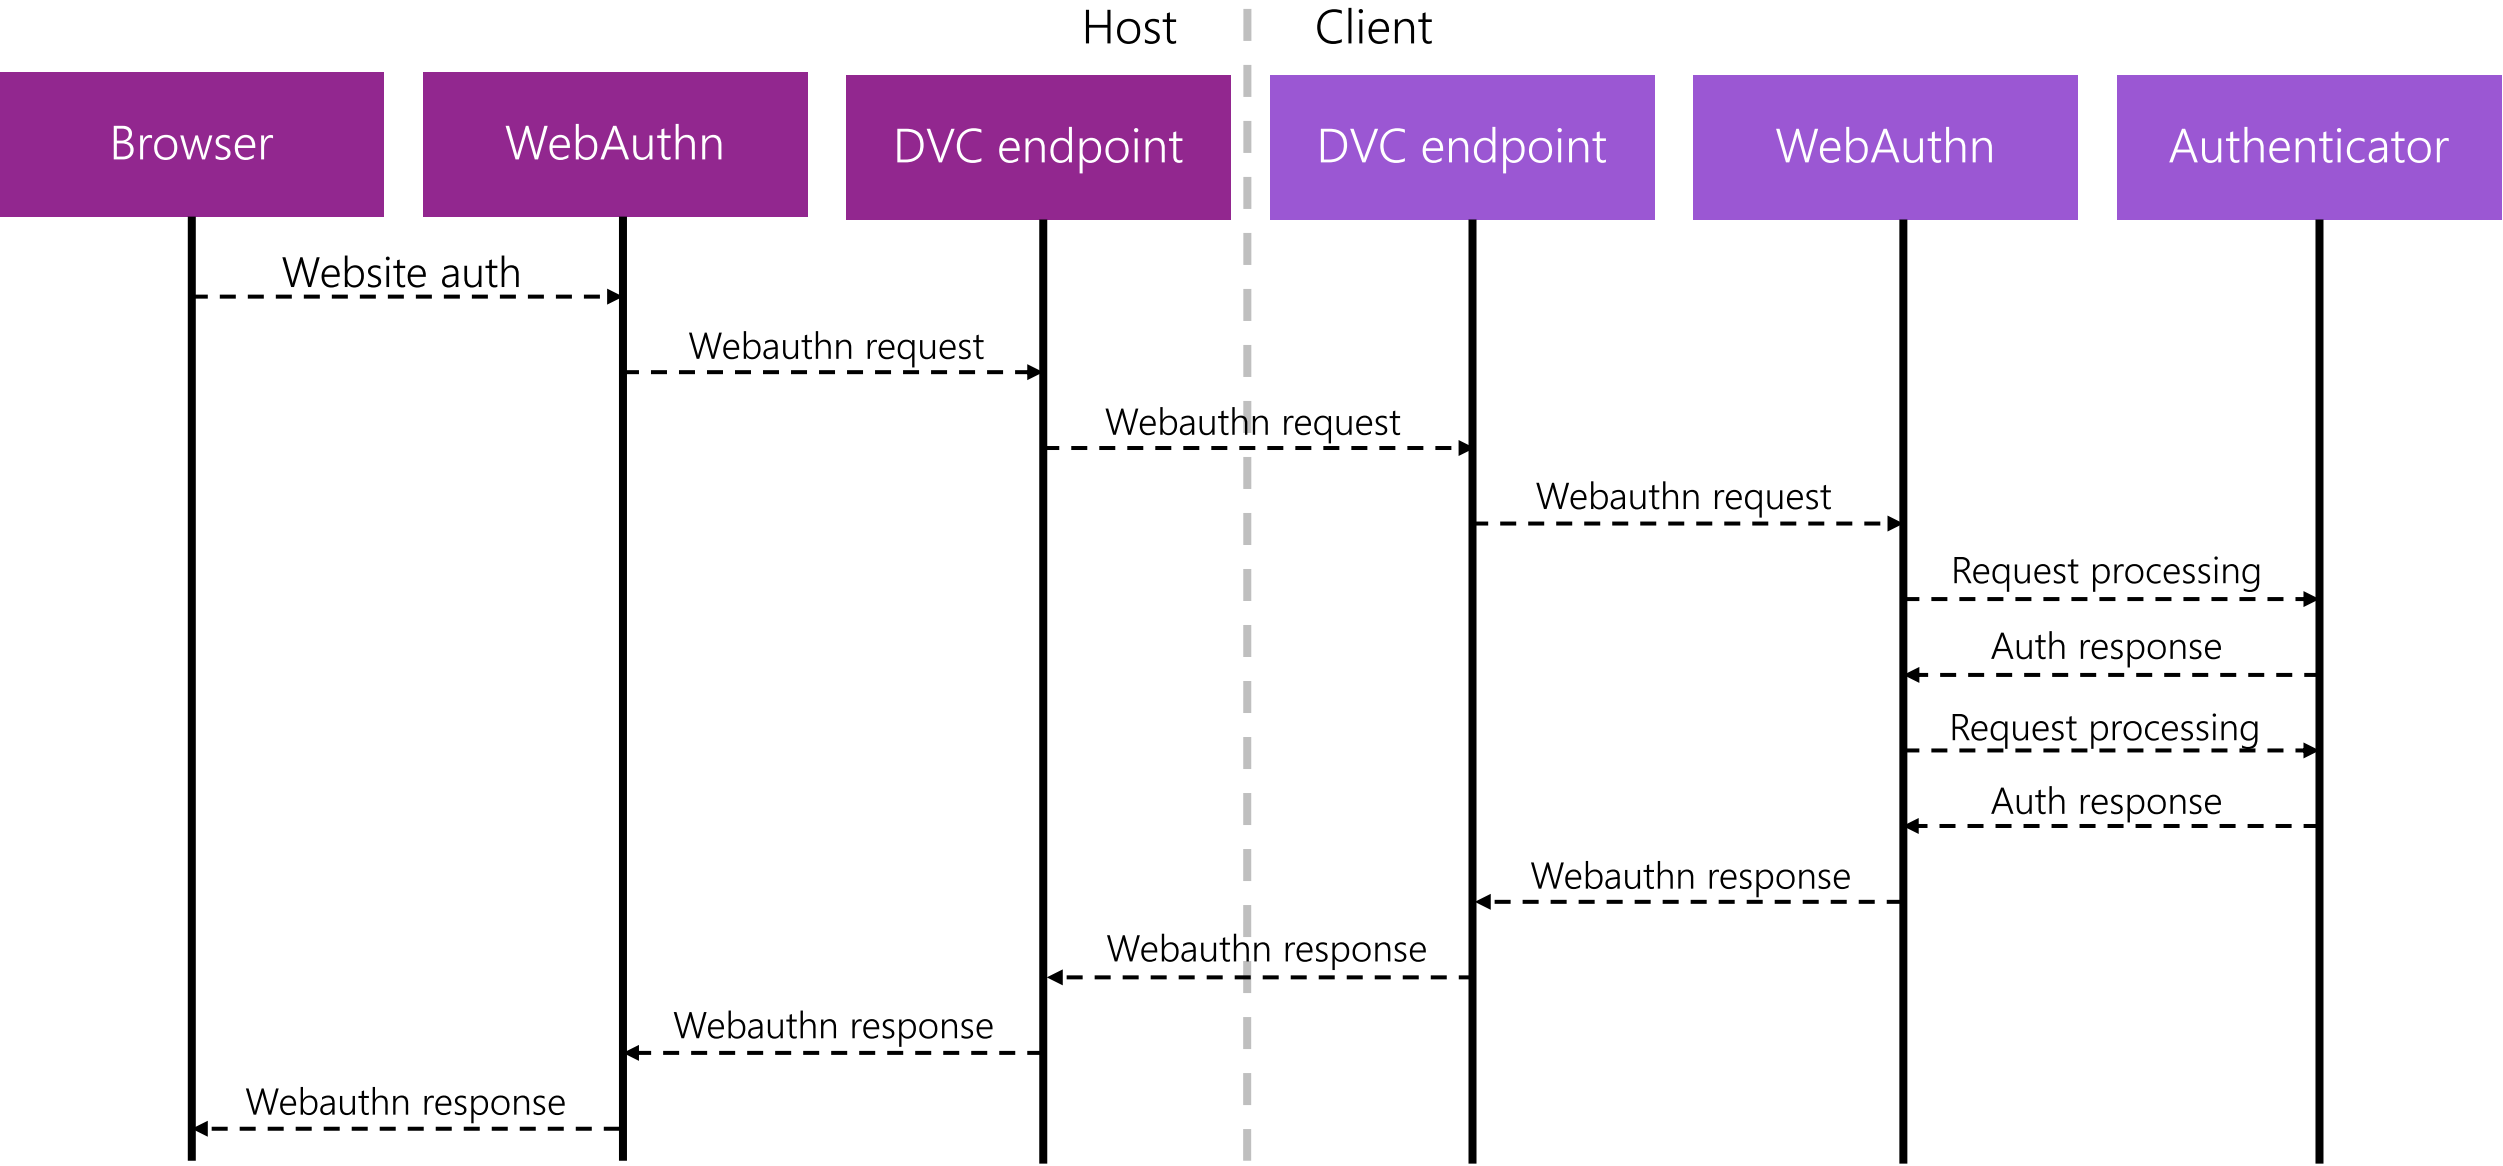 Host
Client
Browser
WebAuthn
DVC endpoint
DVC endpoint
WebAuthn
Authenticator
Website auth
Webauthn request
Webauthn request
Webauthn request
Request processing
Auth response
Request processing
Auth response
Webauthn response
Webauthn response
Webauthn response
Webauthn response